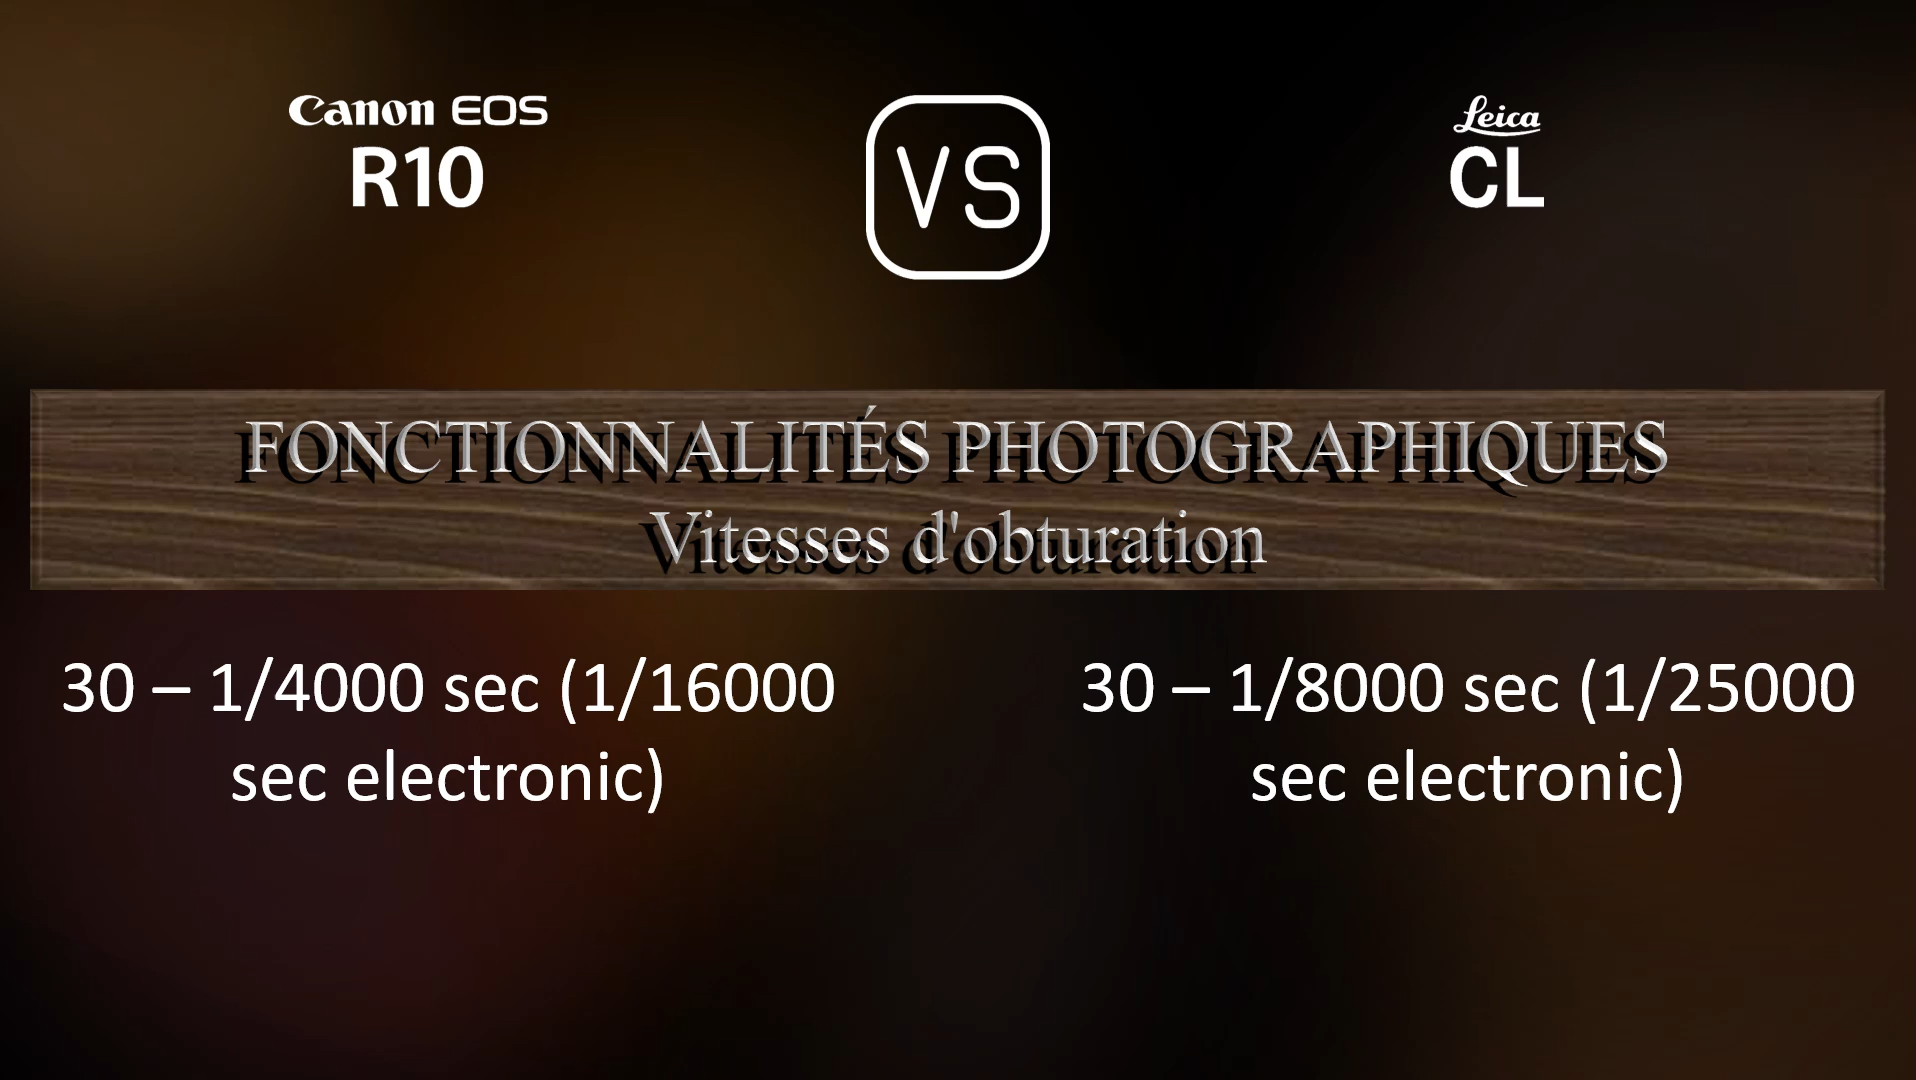 Canon EOS
R10
VS
Leica
CL
FONCTIONNALITÉS PHOTOGRAPHIQUES
Vitesses d'obturation
30 – 1/4000 sec (1/16000
sec electronic)
30 – 1/8000 sec (1/25000
sec electronic)